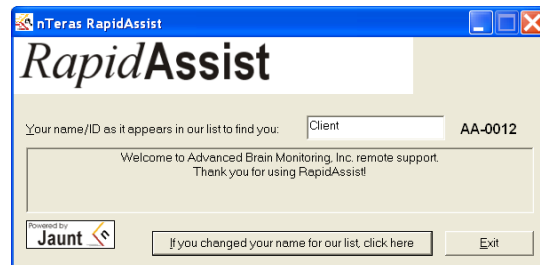 nTeras RapidAssist
RapidAssist
Your name/ID as it appears in our list to find you: Client AA-0012
Welcome to Advanced Brain Monitoring, Inc. remote support.
Thank you for using RapidAssist!
Powered by
Jaunt n
If you changed your name for our list, click here Exit